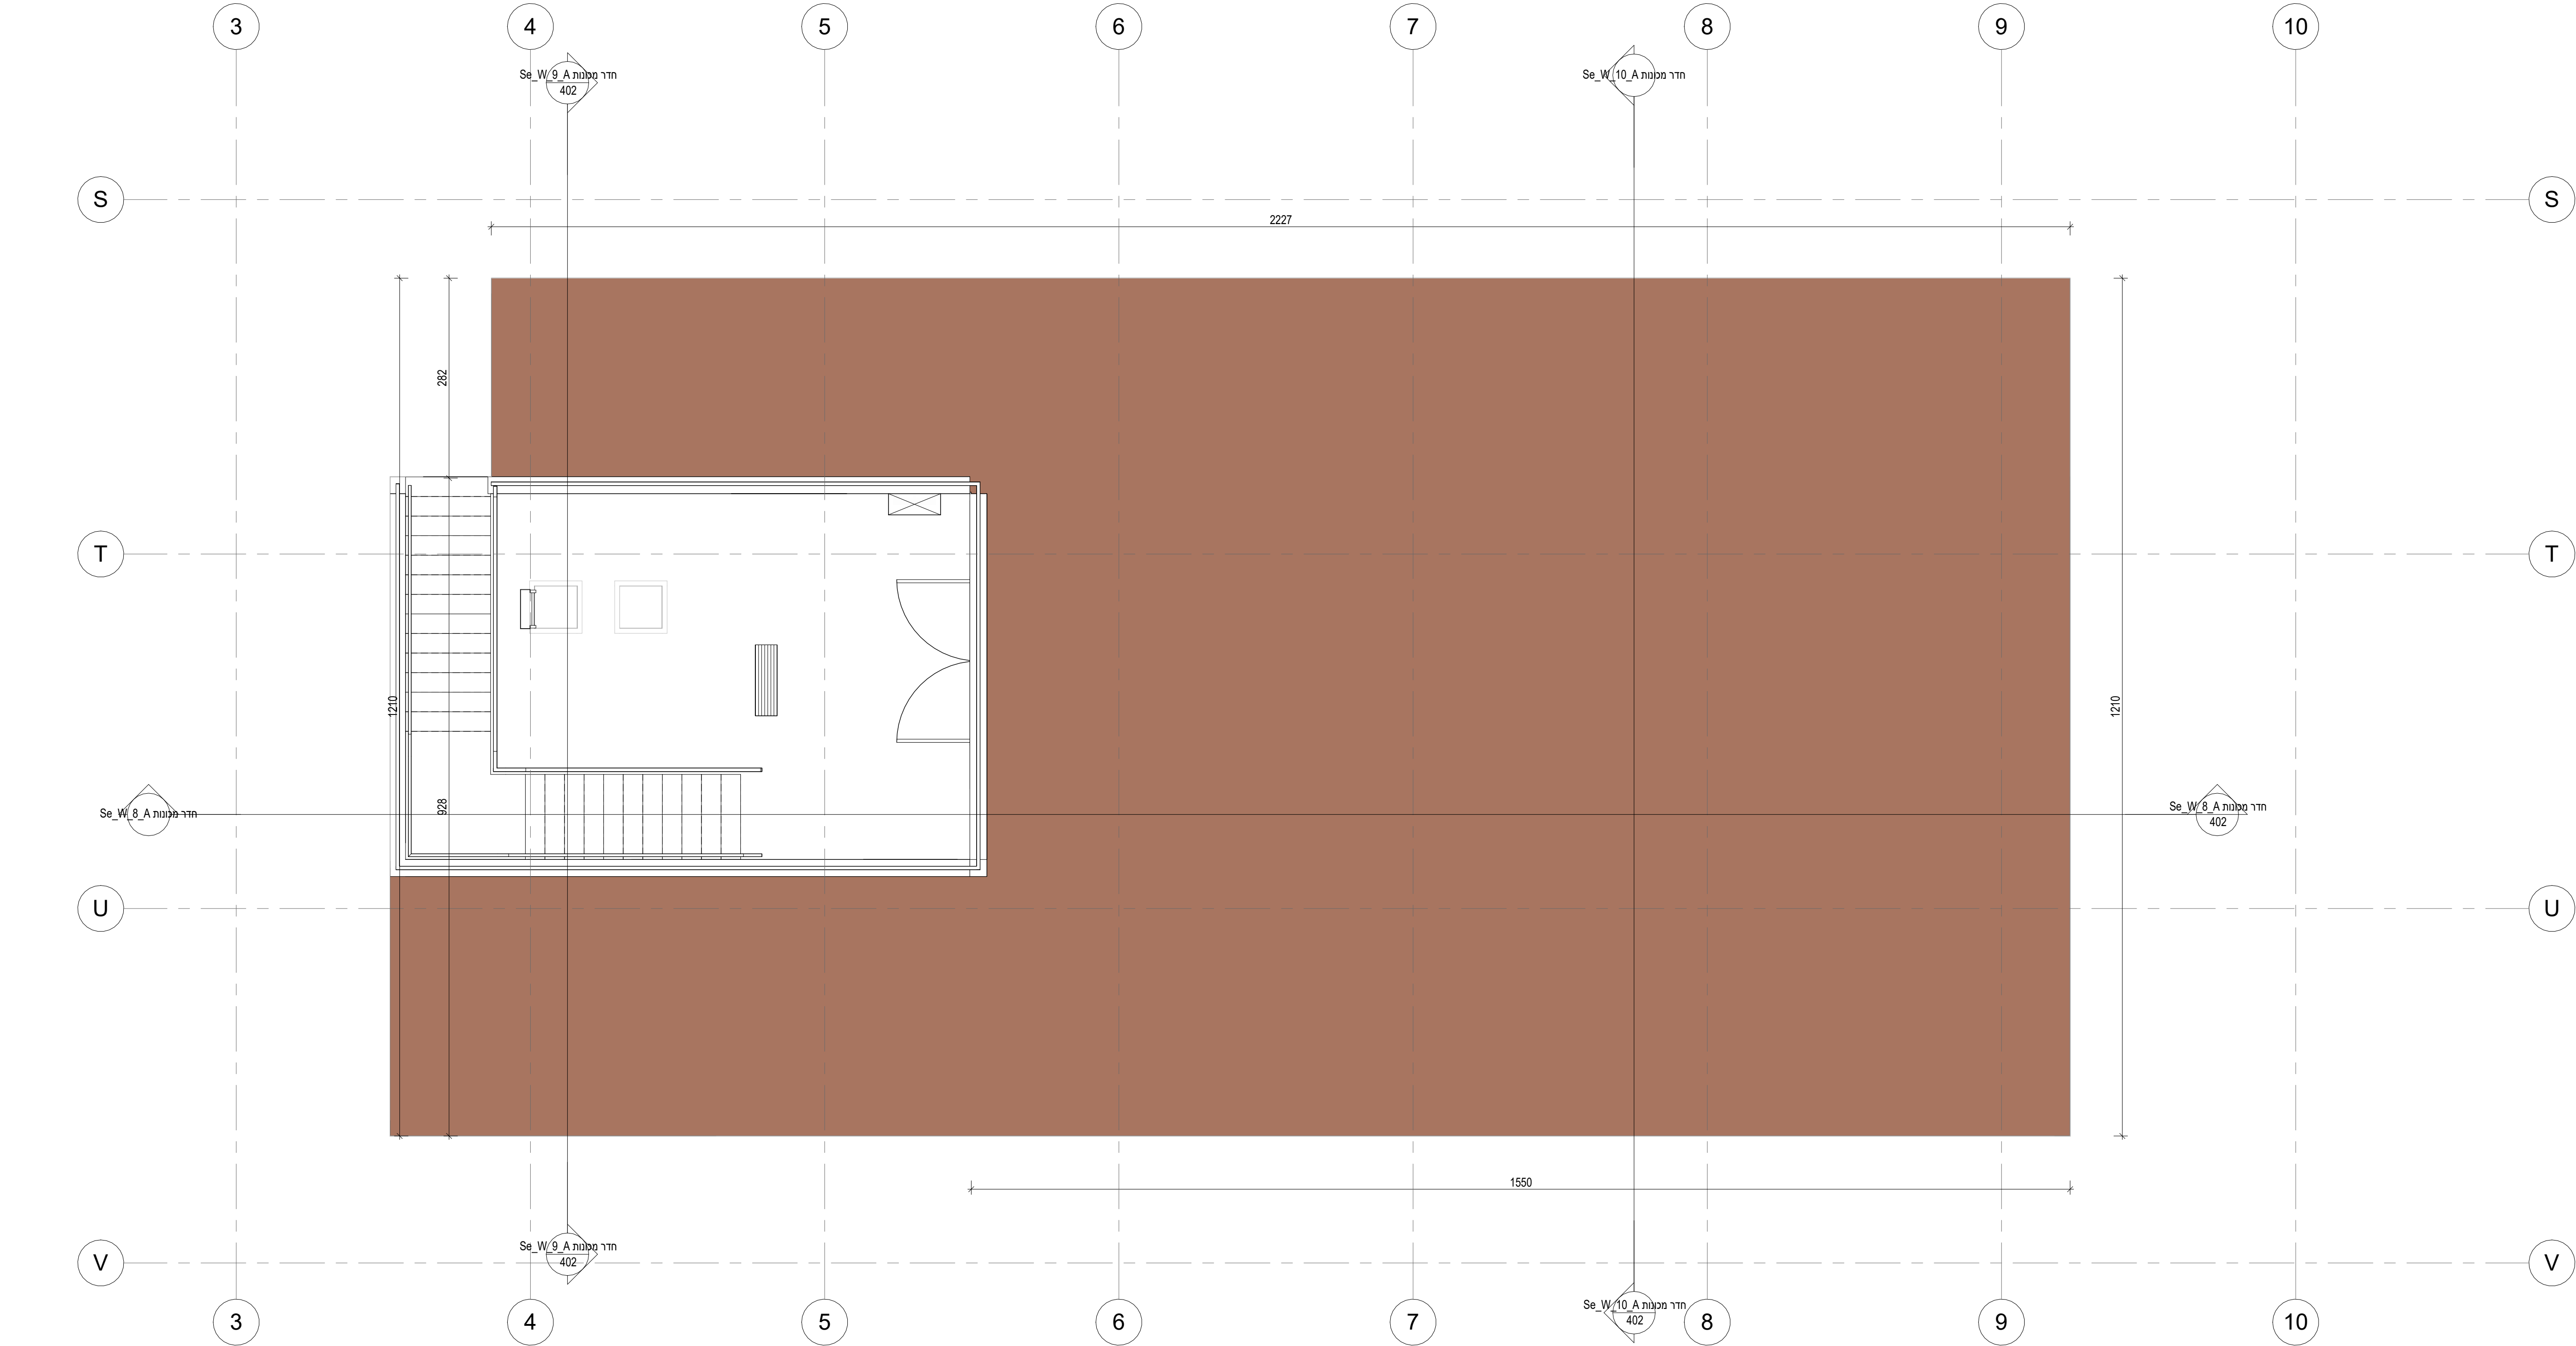 3 4 5 6 7 8 9 10
Se_W_9_A חדר מכונות
402
Se_W_10_A חדר מכונות
S S
2227
282
T T
1210
1210
928
Se_W_8_A חדר מכונות
Se_W_8_A חדר מכונות
402
U U
1550
Se_W_9_A חדר מכונות
402
V V
Se_W_10_A חדר מכונות
402
3 4 5 6 7 8 9 10